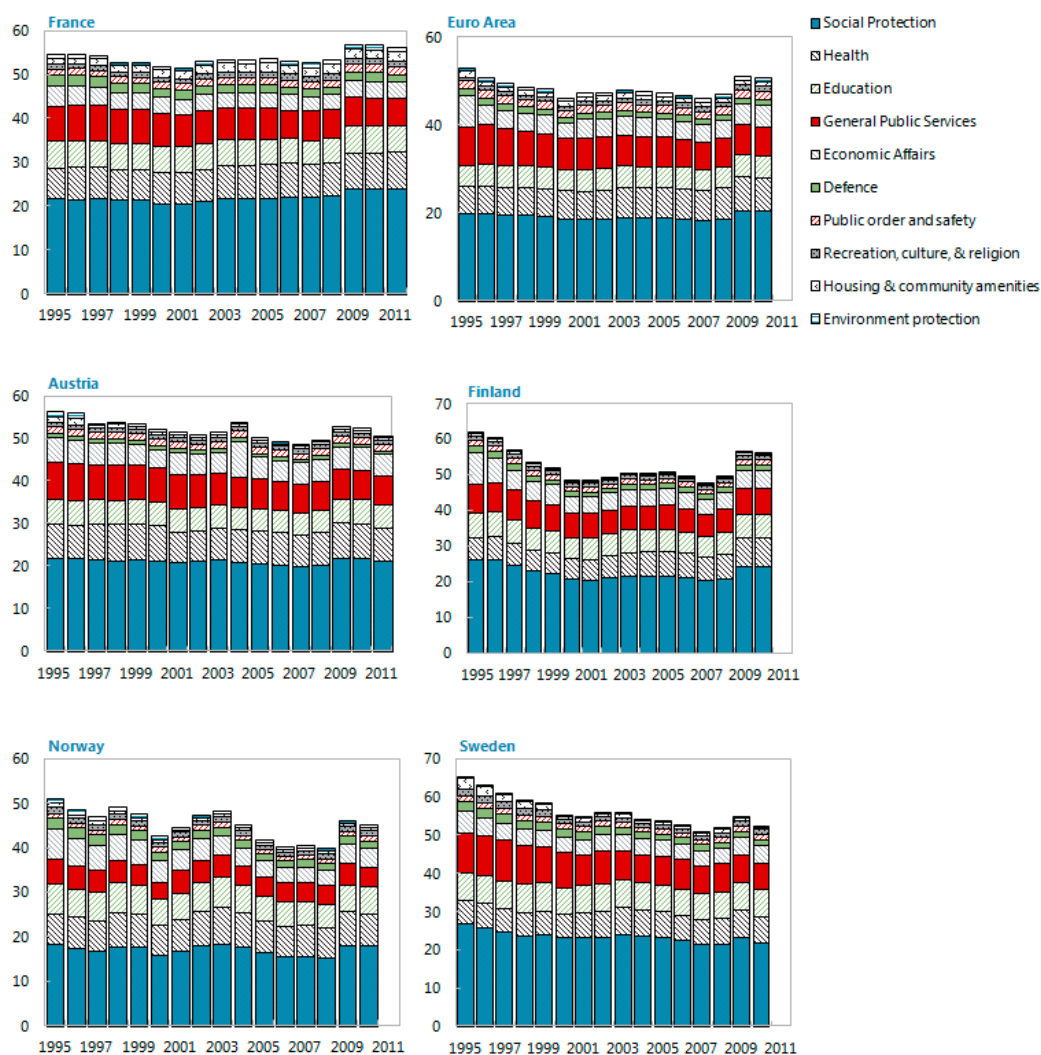 France
60
50
40
30
20
10
0
1995 1997 1999 2001 2003 2005 2007 2009 2011
Euro Area
60
40
20
0
1995 1997 1999 2001 2003 2005 2007 2009 2011
Social Protection
Health
Education
General Public Services
Economic Affairs
Defence
Public order and safety
Recreation, culture, & religion
Housing & community amenities
Environment protection
Austria
60
50
40
30
20
10
0
1995 1997 1999 2001 2003 2005 2007 2009 2011
Finland
70
60
50
40
30
20
10
0
1995 1997 1999 2001 2003 2005 2007 2009 2011
Norway
60
50
40
30
20
10
0
1995 1997 1999 2001 2003 2005 2007 2009 2011
Sweden
70
60
50
40
30
20
10
0
1995 1997 1999 2001 2003 2005 2007 2009 2011